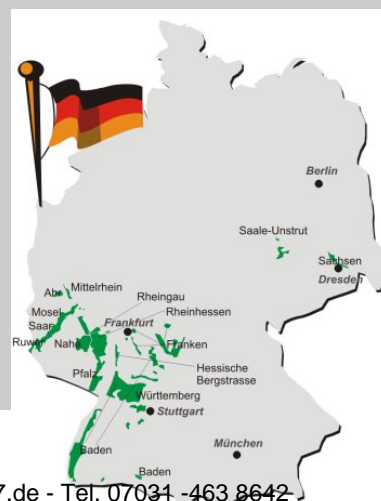 Berlin
Saale-Unstrut
Sachsen
Dresden
Ahr
Mittelrhein
Rheingau
Mosel
Saar
Ruwer
Frankfurt
Rheinhessen
Nahe
Franken
Hessische
Bergstrasse
Pfalz
Württemberg
Stuttgart
Baden
München
Baden
7.de - Tel. 07031 -463 8642